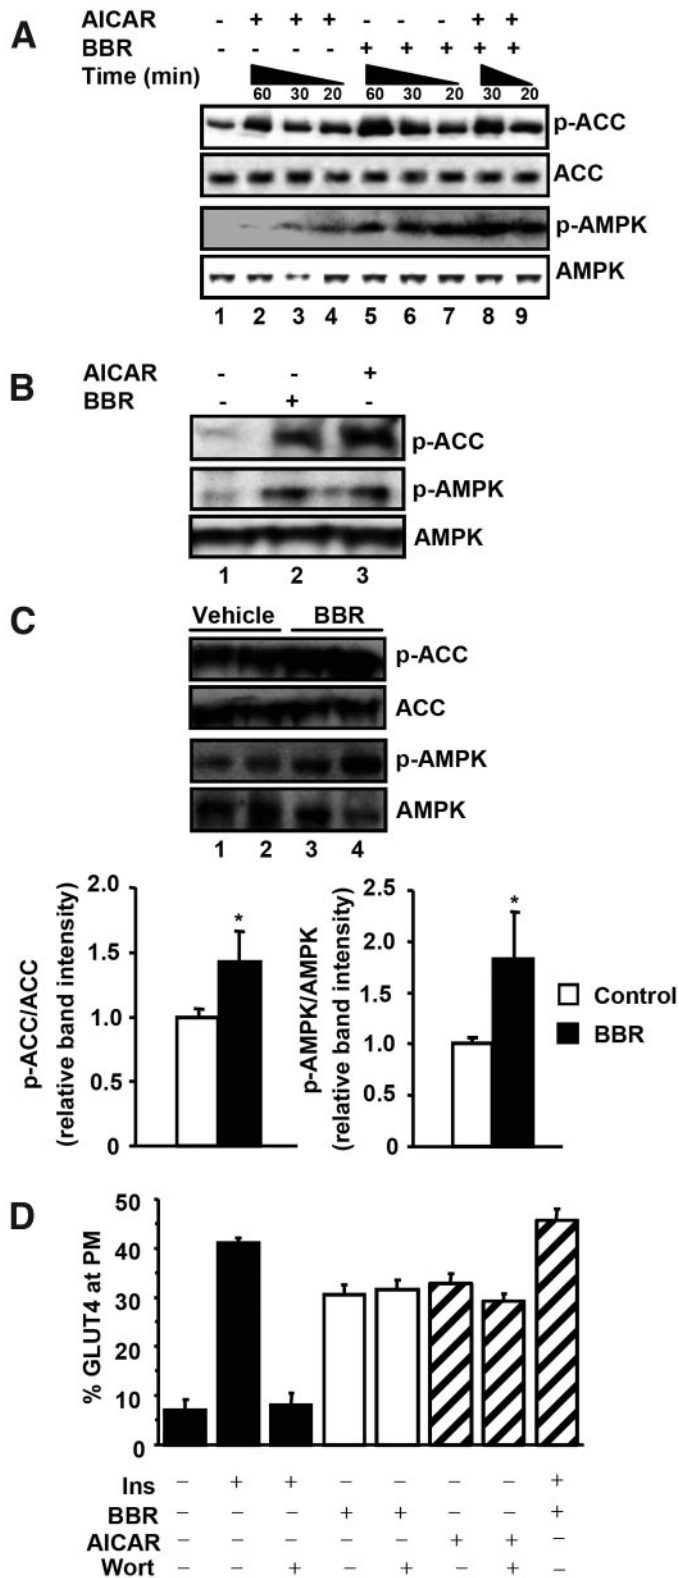 A
AICAR - + + + - - - + +
BBR - - - - + + + + +
Time (min)
60 30 20 60 30 20 30 20
p-ACC
ACC
p-AMPK
AMPK
1 2 3 4 5 6 7 8 9
B
AICAR - - +
BBR - + -
p-ACC
p-AMPK
AMPK
1 2 3
C
Vehicle BBR
p-ACC
ACC
p-AMPK
AMPK
1 2 3 4
p-ACC/ACC
(relative band intensity)
2.0
1.5
1.0
0.5
0
*
p-AMPK/AMPK
(relative band intensity)
2.5
2.0
1.5
1.0
0.5
0
*
Control
BBR
D
% GLUT4 at PM
50
40
30
20
10
0
Ins - + + - - - - +
BBR - - - + + - - +
AICAR - - - - - + + -
Wort - - + - + - + -